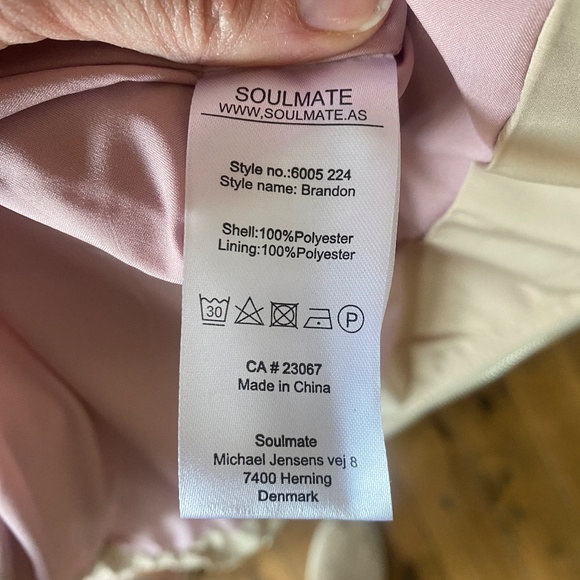 SOULMATE
WWW.SOULMATE.AS
Style no.:6005 224
Style name: Brandon
Shell:100%Polyester
Lining:100%Polyester
30 P
CA # 23067
Made in China
Soulmate
Michael Jensens vej 8
7400 Herning
Denmark